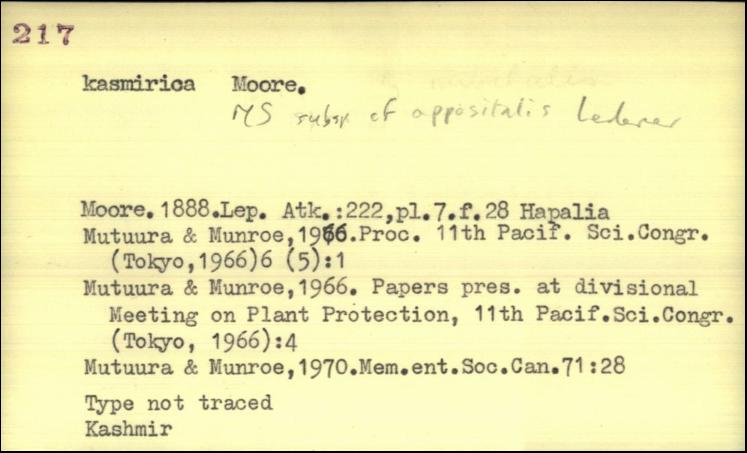 217
kasmirica Moore.
MS subsp of oppositalis Lederer
Moore.1888.Lep. Atk.:222,pl.7.f.28 Hapalia
Mutuura & Munroe,1966.Proc. 11th Pacif. Sci.Congr.
(Tokyo,1966)6 (5):1
Mutuura & Munroe,1966. Papers pres. at divisional
Meeting on Plant Protection, 11th Pacif.Sci.Congr.
(Tokyo, 1966):4
Mutuura & Munroe,1970.Mem.ent.Soc.Can.71:28
Type not traced
Kashmir